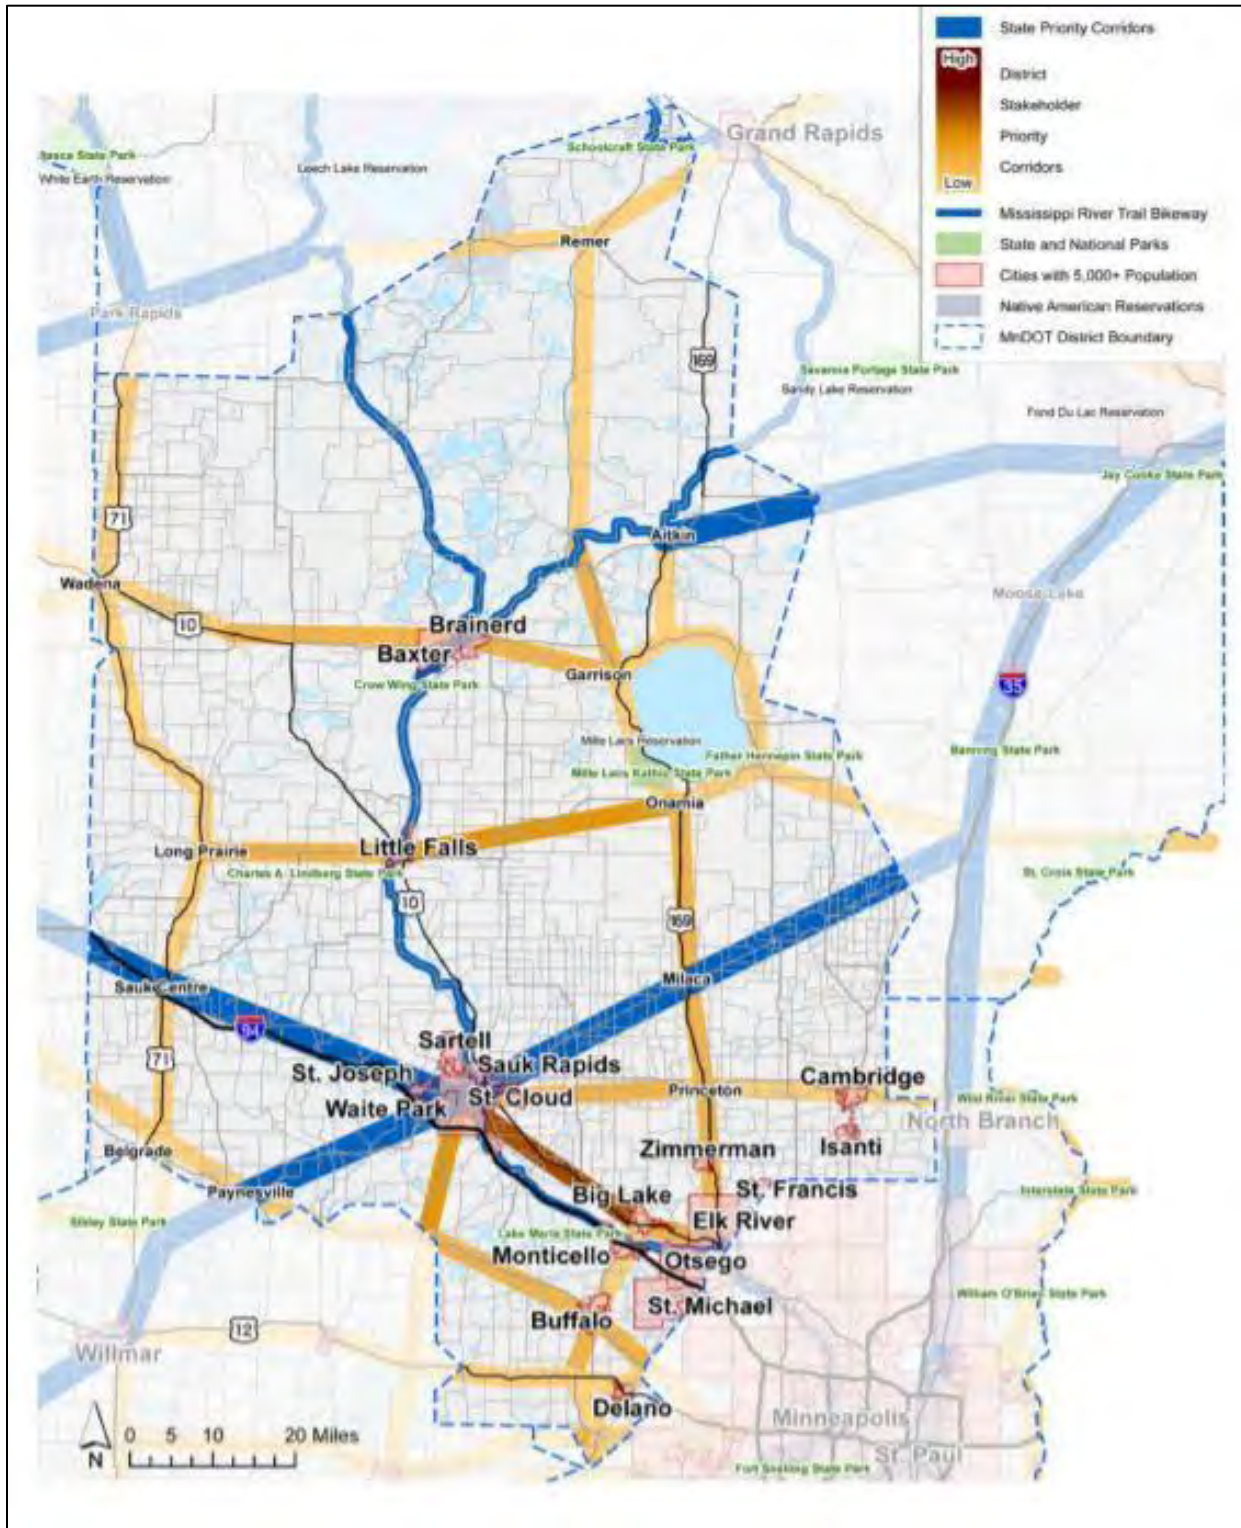 State Priority Corridors
High
District
Stakeholder
Priority
Corridors
Low
Mississippi River Trail Bikeway
State and National Parks
Cities with 5,000+ Population
Native American Reservations
MnDOT District Boundary
Grand Rapids
Schoolcraft State Park
Itasca State Park
White Earth Reservation
Leech Lake Reservation
Remer
Park Rapids
169
Savanna Portage State Park
Sandy Lake Reservation
Fond Du Lac Reservation
Jay Cooke State Park
71
Aitkin
Wadena
Moose Lake
10
Brainerd
Baxter
Garrison
Crow Wing State Park
35
Mille Lacs Reservation
Father Hennepin State Park
Banning State Park
Mille Lacs Kathio State Park
Onamia
Long Prairie
Little Falls
Charles A. Lindberg State Park
St. Croix State Park
10
169
Milaca
Sauk Centre
94
Sartell
71
Sauk Rapids
St. Joseph
Cambridge
St. Cloud
Princeton
Wild River State Park
Waite Park
North Branch
Isanti
Belgrade
Zimmerman
Paynesville
Big Lake
St. Francis
Interstate State Park
Sibley State Park
Elk River
Lake Maria State Park
Monticello
Otsego
William O'Brien State Park
St. Michael
Buffalo
12
Willmar
Delano
Minneapolis
St. Paul
Fort Snelling State Park
0 5 10 20 Miles
N